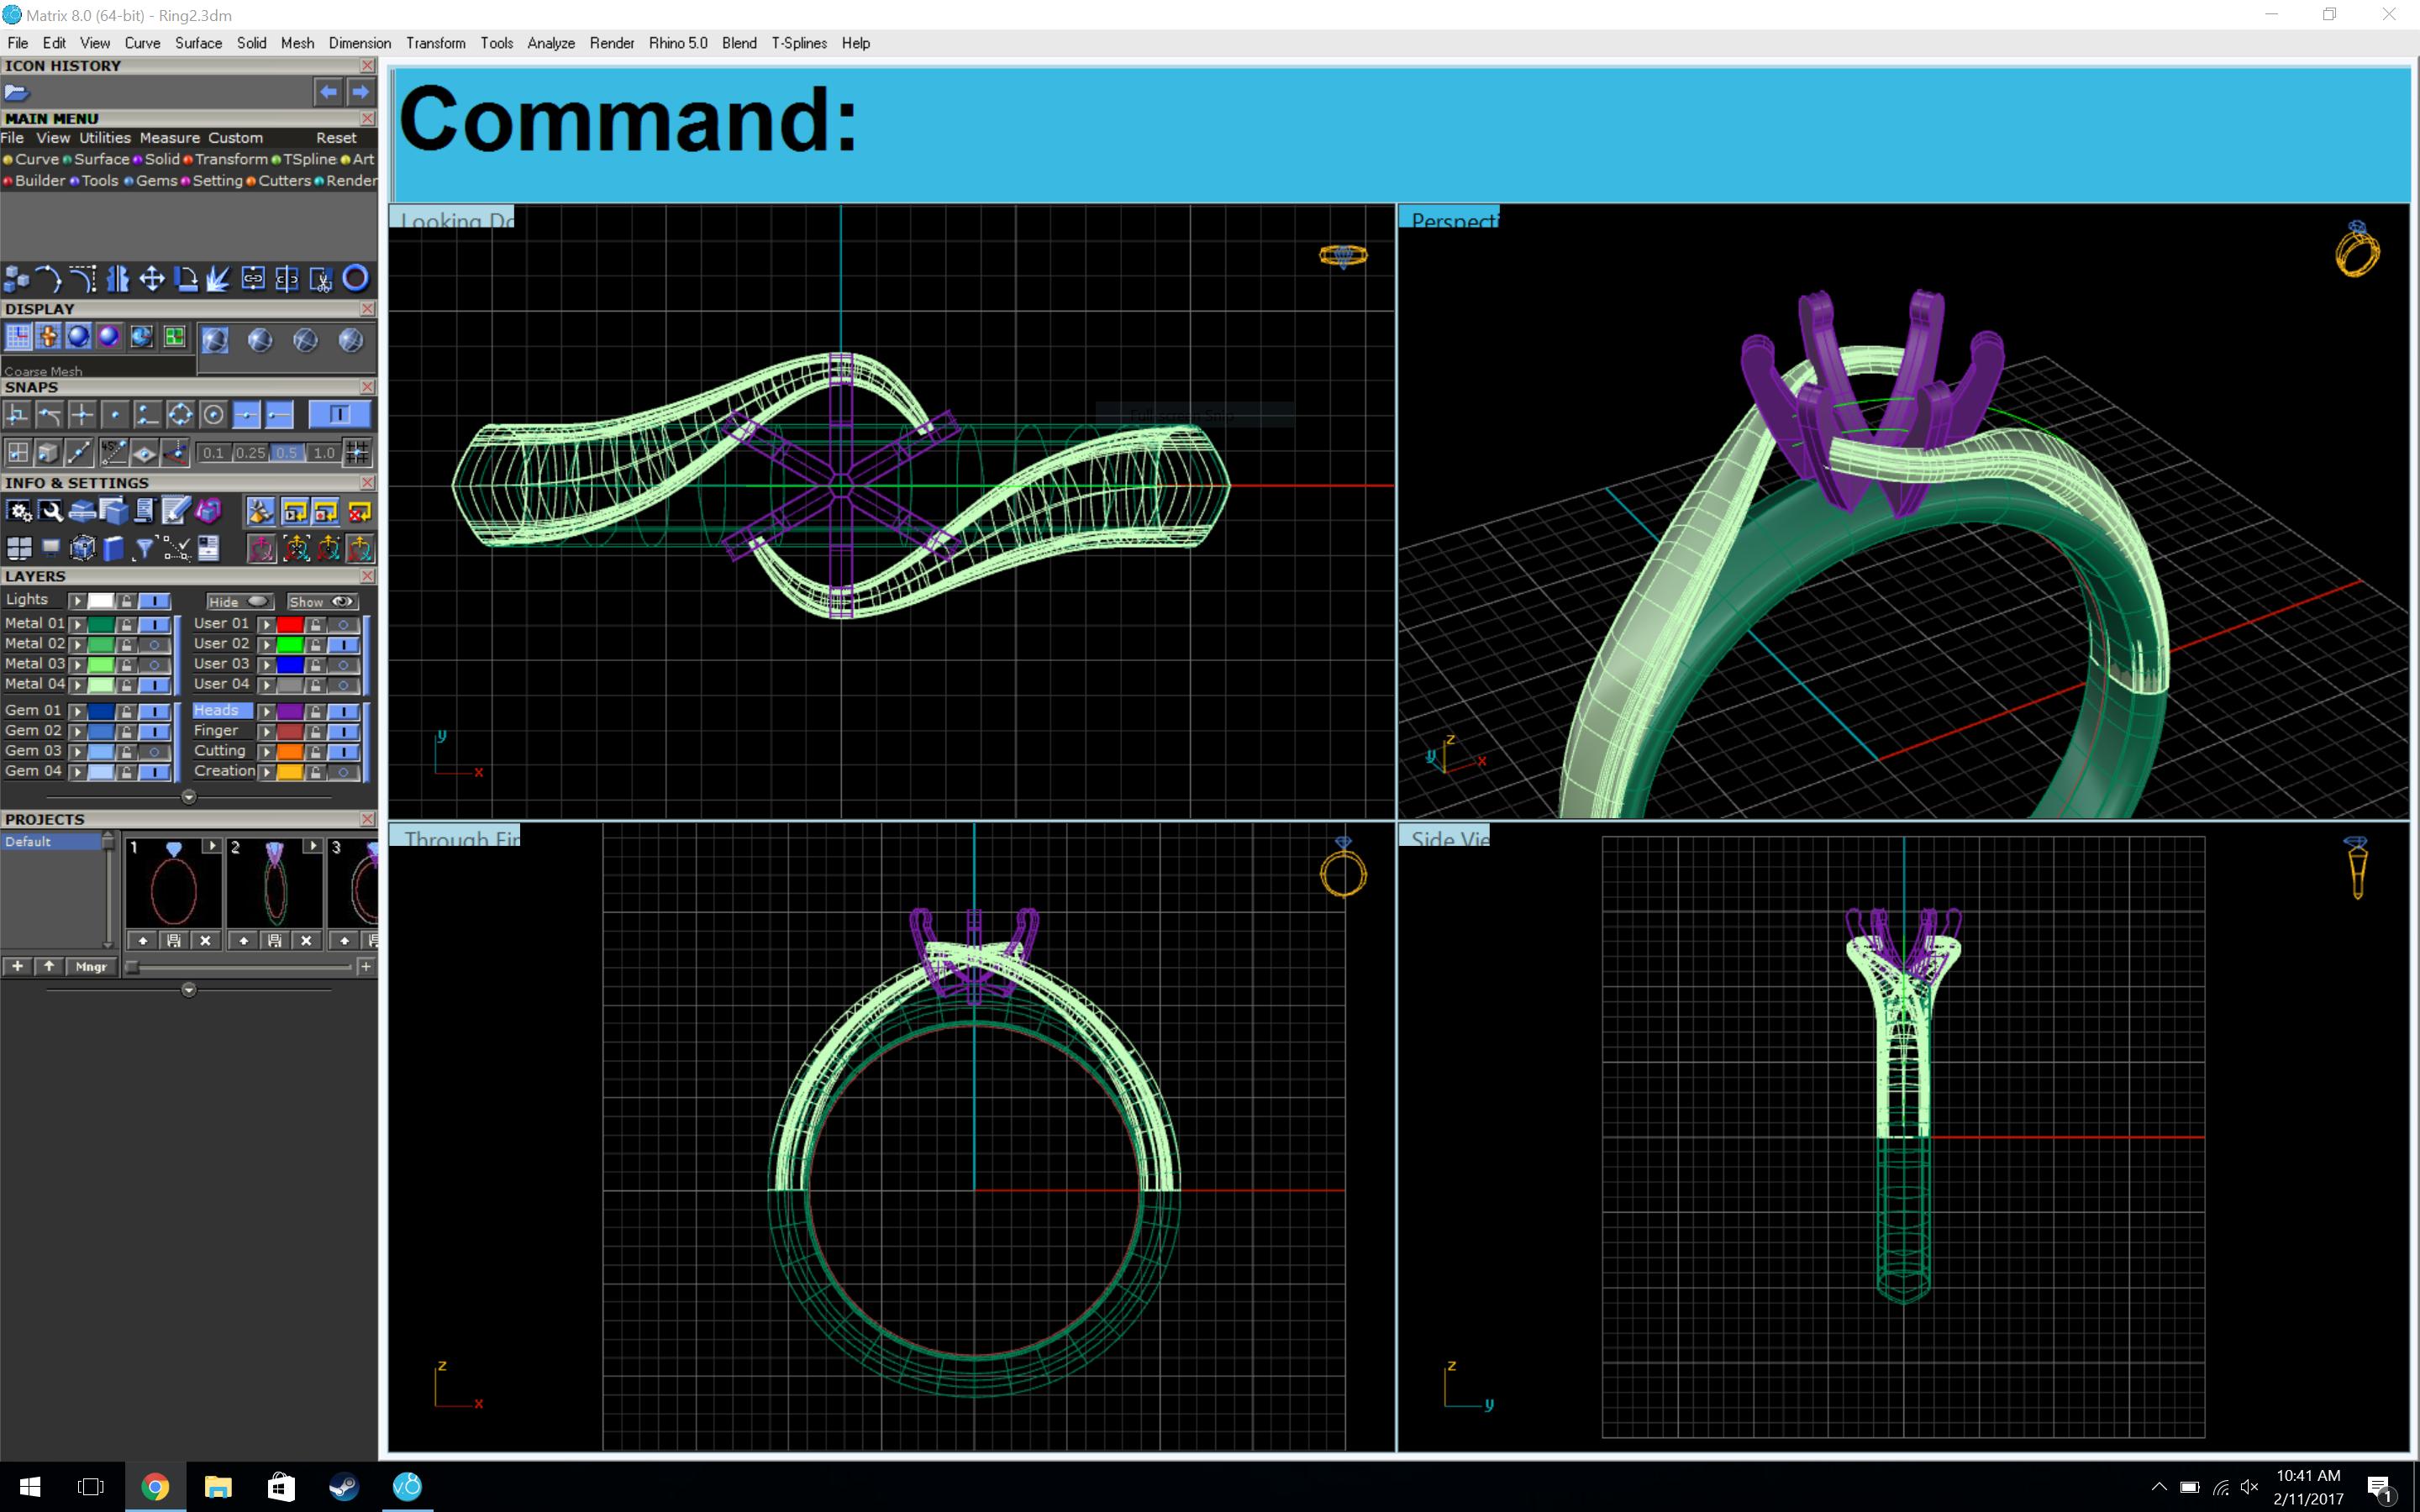 Matrix 8.0 (64-bit) - Ring2.3dm
File Edit View Curve Surface Solid Mesh Dimension Transform Tools Analyze Render Rhino 5.0 Blend T-Splines Help
ICON HISTORY
MAIN MENU
File View Utilities Measure Custom Reset
Curve Surface Solid Transform TSpline Art
Builder Tools Gems Setting Cutters Render
DISPLAY
Coarse Mesh
SNAPS
0.1 0.25 0.5 1.0
INFO & SETTINGS
LAYERS
Lights Hide Show
Metal 01 User 01
Metal 02 User 02
Metal 03 User 03
Metal 04 User 04
Gem 01 Heads
Gem 02 Finger
Gem 03 Cutting
Gem 04 Creation
PROJECTS
Default
1 2 3
Mngr
Command:
Looking Do
Perspecti
y
x
z
y x
Through Fin
Side Vie
z
x
z
y
v8
10:41 AM
2/11/2017
1